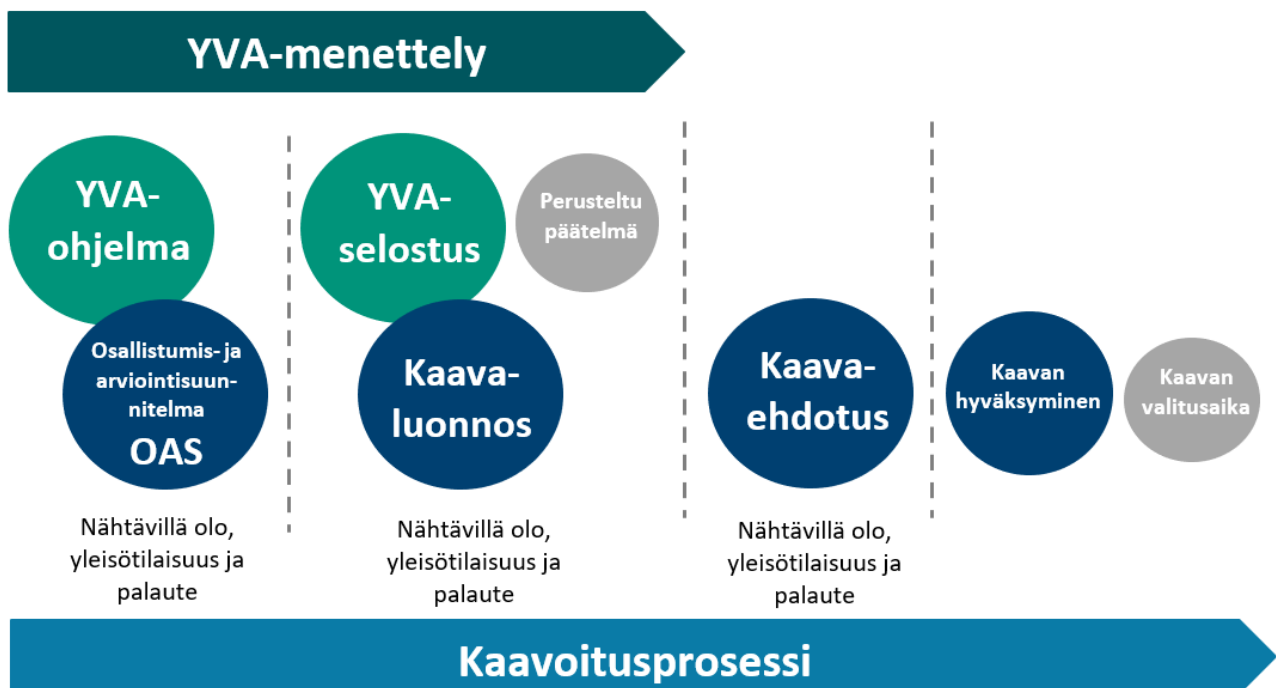 YVA-menettely
YVA-
ohjelma
YVA-
selostus
Perusteltu
päätelmä
Osallistumis- ja
arviointisuun-
nitelma
OAS
Kaava-
luonnos
Kaava-
ehdotus
Kaavan
hyväksyminen
Kaavan
valitusaika
Nähtävillä olo,
yleisötilaisuus ja
palaute
Nähtävillä olo,
yleisötilaisuus ja
palaute
Nähtävillä olo,
yleisötilaisuus ja
palaute
Kaavoitusprosessi